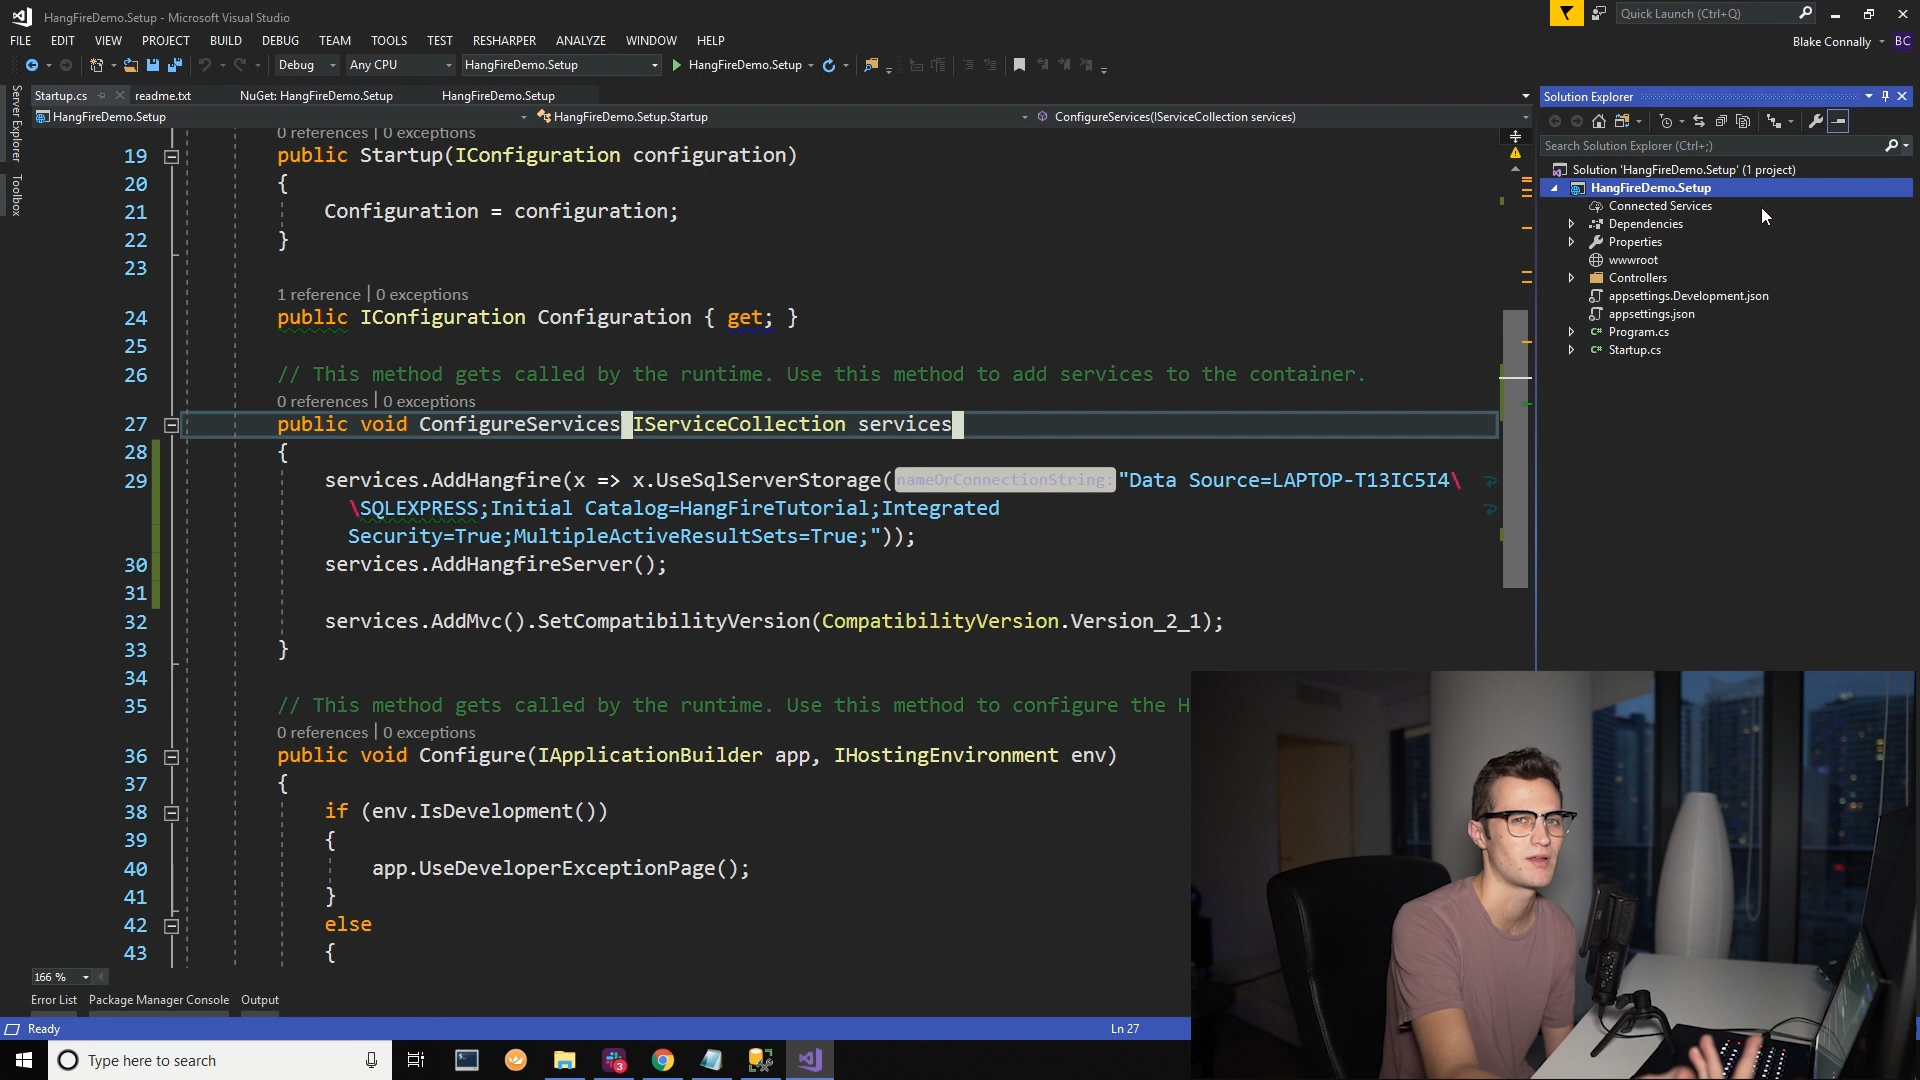 HangFireDemo.Setup - Microsoft Visual Studio
Quick Launch (Ctrl+Q)
FILE EDIT VIEW PROJECT BUILD DEBUG TEAM TOOLS TEST RESHARPER ANALYZE WINDOW HELP
Blake Connally BC
Debug Any CPU HangFireDemo.Setup HangFireDemo.Setup
Server Explorer
Toolbox
Startup.cs readme.txt NuGet: HangFireDemo.Setup HangFireDemo.Setup
HangFireDemo.Setup HangFireDemo.Setup.Startup ConfigureServices(IServiceCollection services)
0 references | 0 exceptions
19 public Startup(IConfiguration configuration)
20 {
21 Configuration = configuration;
22 }
23
1 reference | 0 exceptions
24 public IConfiguration Configuration { get; }
25
26 // This method gets called by the runtime. Use this method to add services to the container.
0 references | 0 exceptions
27 public void ConfigureServices(IServiceCollection services)
28 {
29 services.AddHangfire(x => x.UseSqlServerStorage(nameOrConnectionString:"Data Source=LAPTOP-T13IC5I4\
\SQLEXPRESS;Initial Catalog=HangFireTutorial;Integrated
Security=True;MultipleActiveResultSets=True;"));
30 services.AddHangfireServer();
31
32 services.AddMvc().SetCompatibilityVersion(CompatibilityVersion.Version_2_1);
33 }
34
35 // This method gets called by the runtime. Use this method to configure the H
0 references | 0 exceptions
36 public void Configure(IApplicationBuilder app, IHostingEnvironment env)
37 {
38 if (env.IsDevelopment())
39 {
40 app.UseDeveloperExceptionPage();
41 }
42 else
43 {
166 %
Error List Package Manager Console Output
Ready Ln 27
Type here to search
3
Solution Explorer
Search Solution Explorer (Ctrl+;)
Solution 'HangFireDemo.Setup' (1 project)
HangFireDemo.Setup
Connected Services
Dependencies
Properties
wwwroot
Controllers
appsettings.Development.json
appsettings.json
C# Program.cs
C# Startup.cs